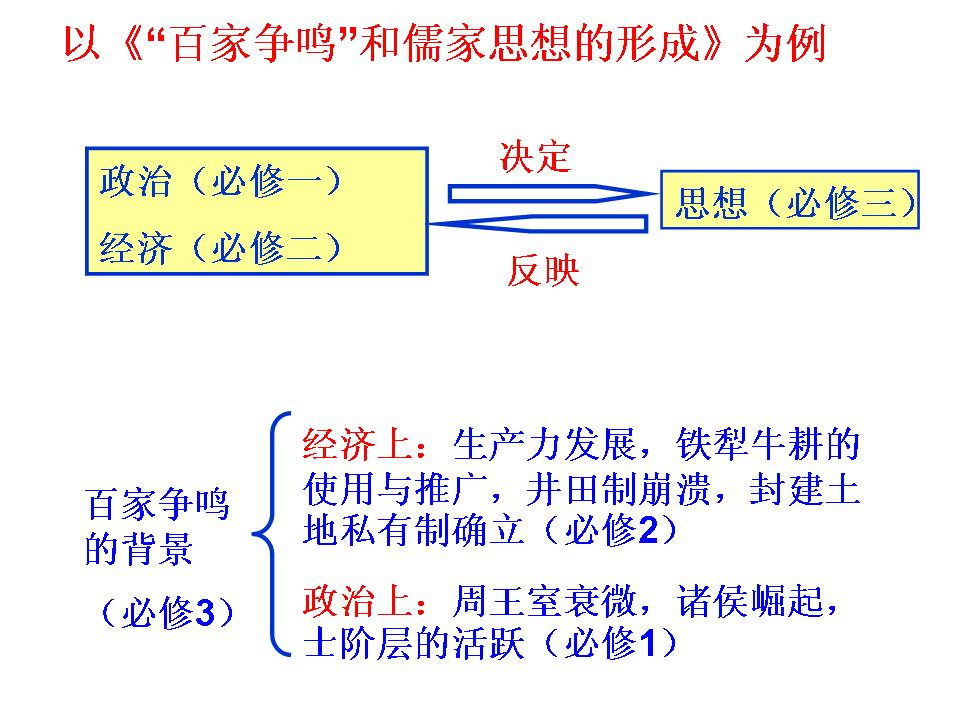 以《“百家争鸣”和儒家思想的形成》为例
决定
政治（必修一）
经济（必修二）
思想（必修三）
反映
经济上：生产力发展，铁犁牛耕的
使用与推广，井田制崩溃，封建土
地私有制确立（必修2）
百家争鸣
的背景
（必修3）
政治上：周王室衰微，诸侯崛起，
士阶层的活跃（必修1）